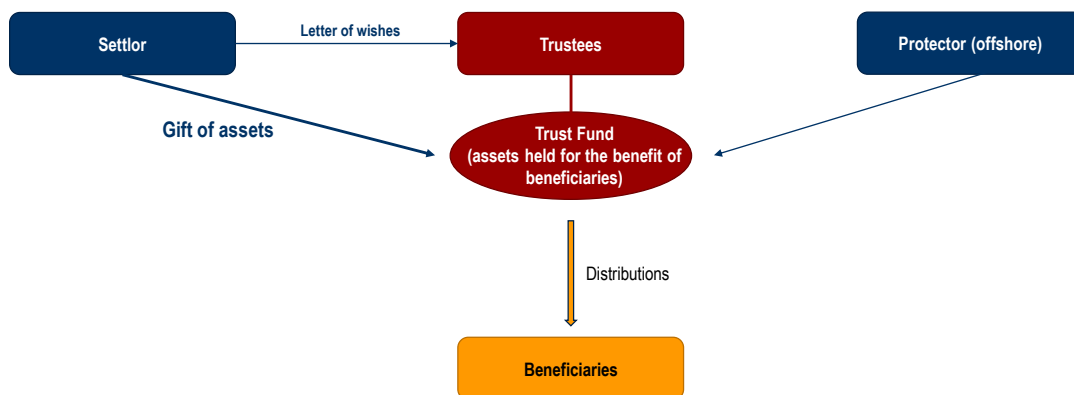 Settlor
Letter of wishes
Trustees
Protector (offshore)
Gift of assets
Trust Fund
(assets held for the benefit of
beneficiaries)
Distributions
Beneficiaries